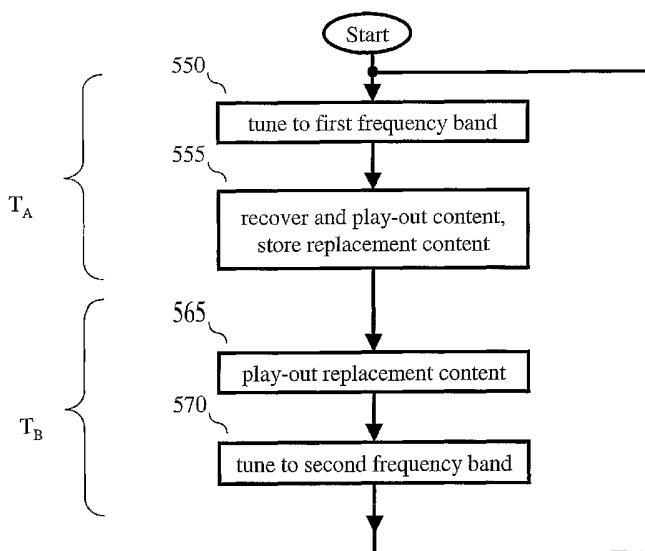 Start
550
tune to first frequency band
555
T_A
recover and play-out content,
store replacement content
565
play-out replacement content
T_B
570
tune to second frequency band